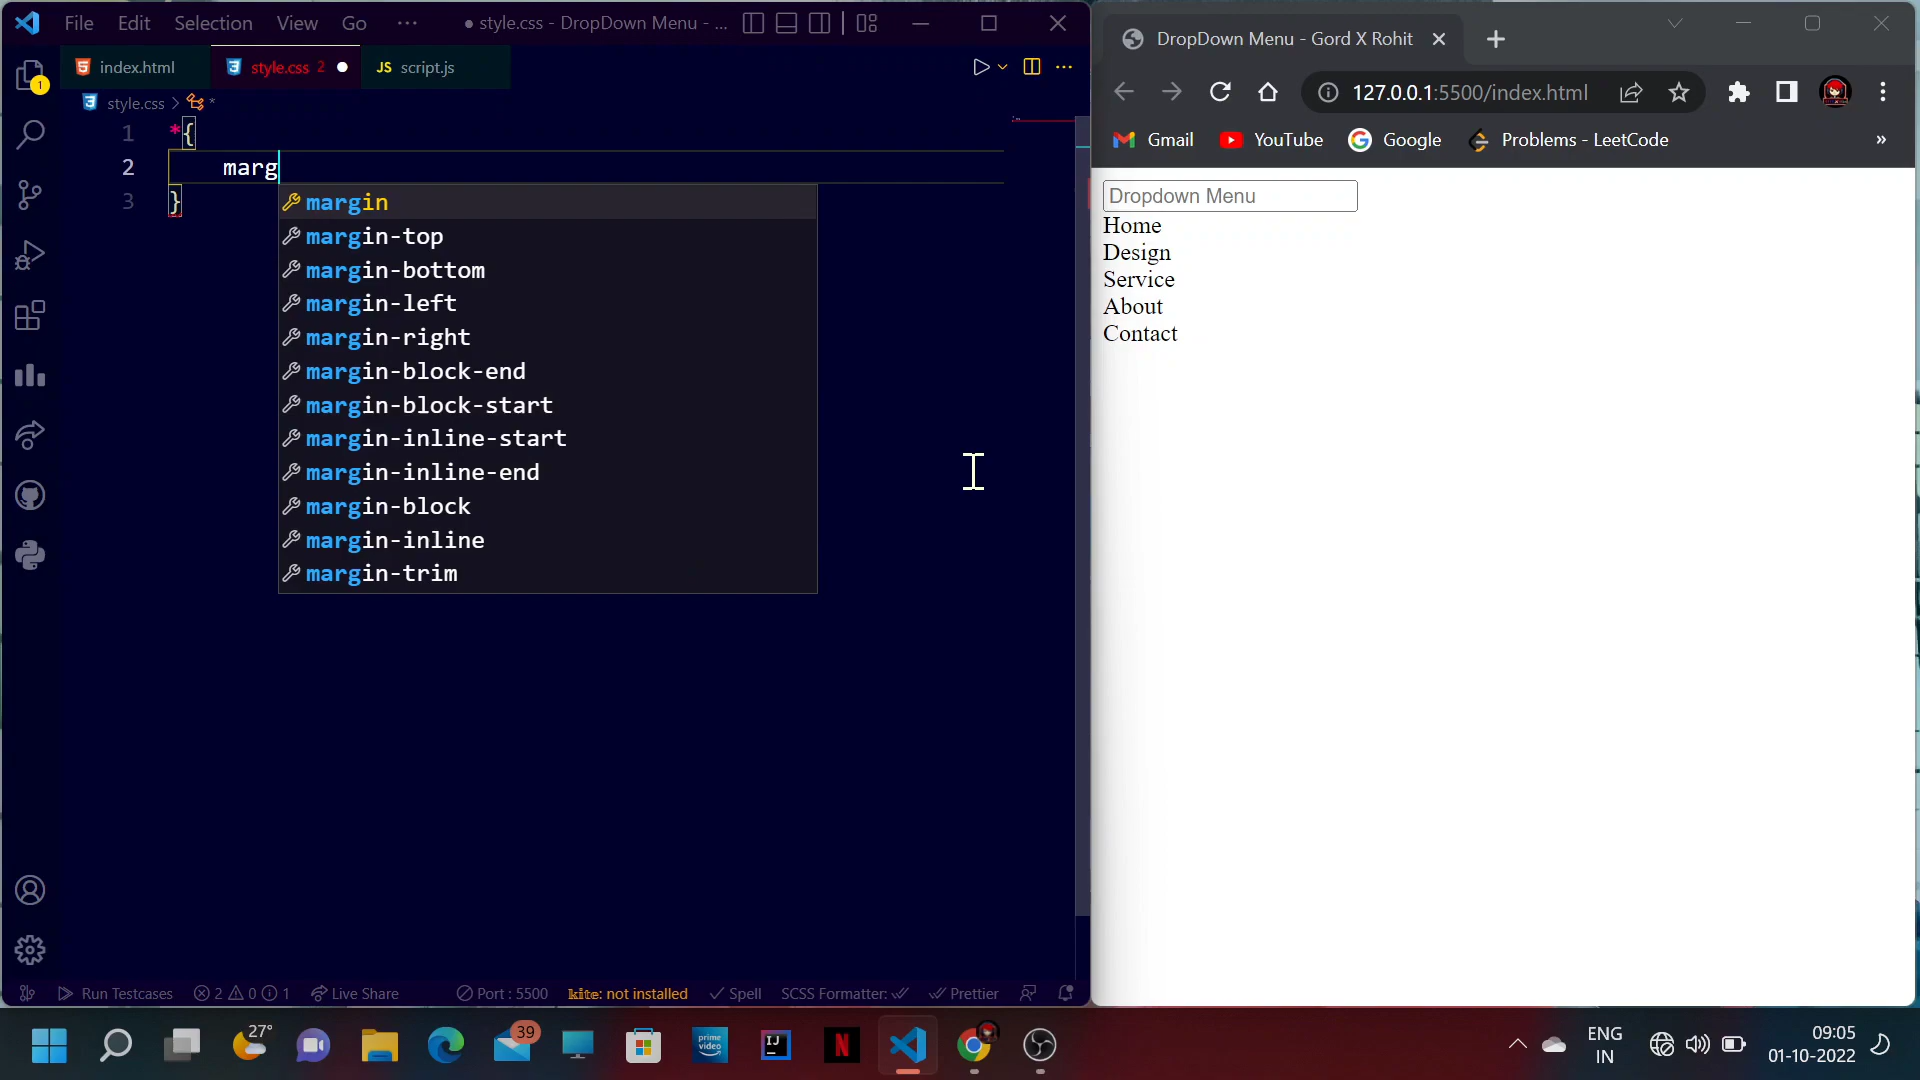 File Edit Selection View Go ··· ● style.css - DropDown Menu - ...
index.html style.css 2 ● JS script.js
style.css > *
1 *{
2 marg
3 }
margin
margin-top
margin-bottom
margin-left
margin-right
margin-block-end
margin-block-start
margin-inline-start
margin-inline-end
margin-block
margin-inline
margin-trim
1
Run Testcases 2 0 1 Live Share Port : 5500 kite: not installed Spell SCSS Formatter: Prettier
DropDown Menu - Gord X Rohit
127.0.0.1:5500/index.html
Gmail YouTube Google Problems - LeetCode »
Dropdown Menu
Home
Design
Service
About
Contact
27° 39 prime video IJ N
ENG
IN
09:05
01-10-2022